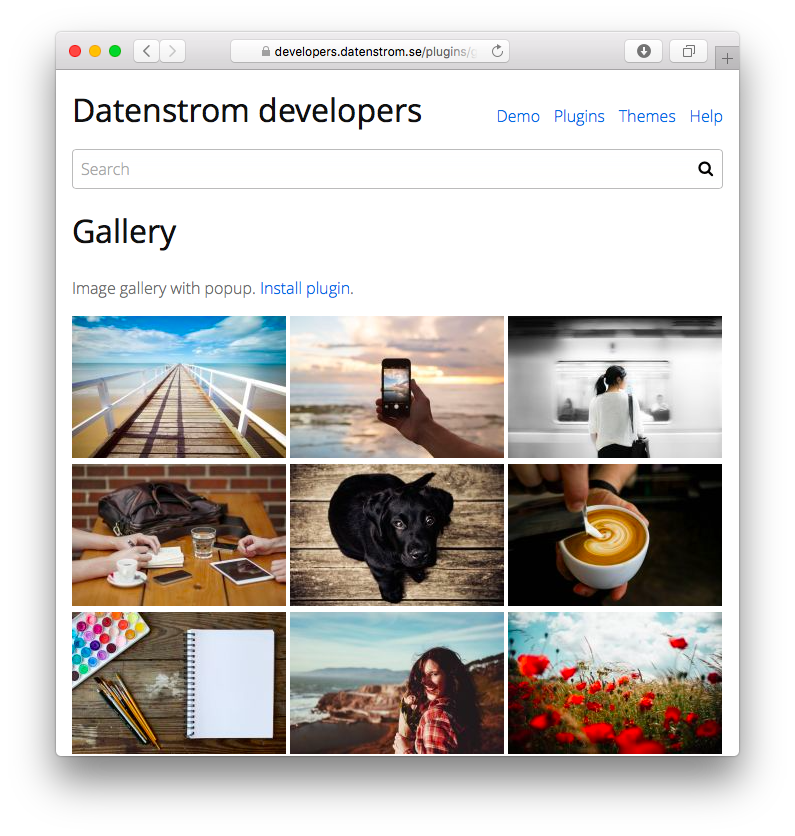 developers.datenstrom.se/plugins/g
Datenstrom developers
Demo Plugins Themes Help
Search
Gallery
Image gallery with popup. Install plugin.